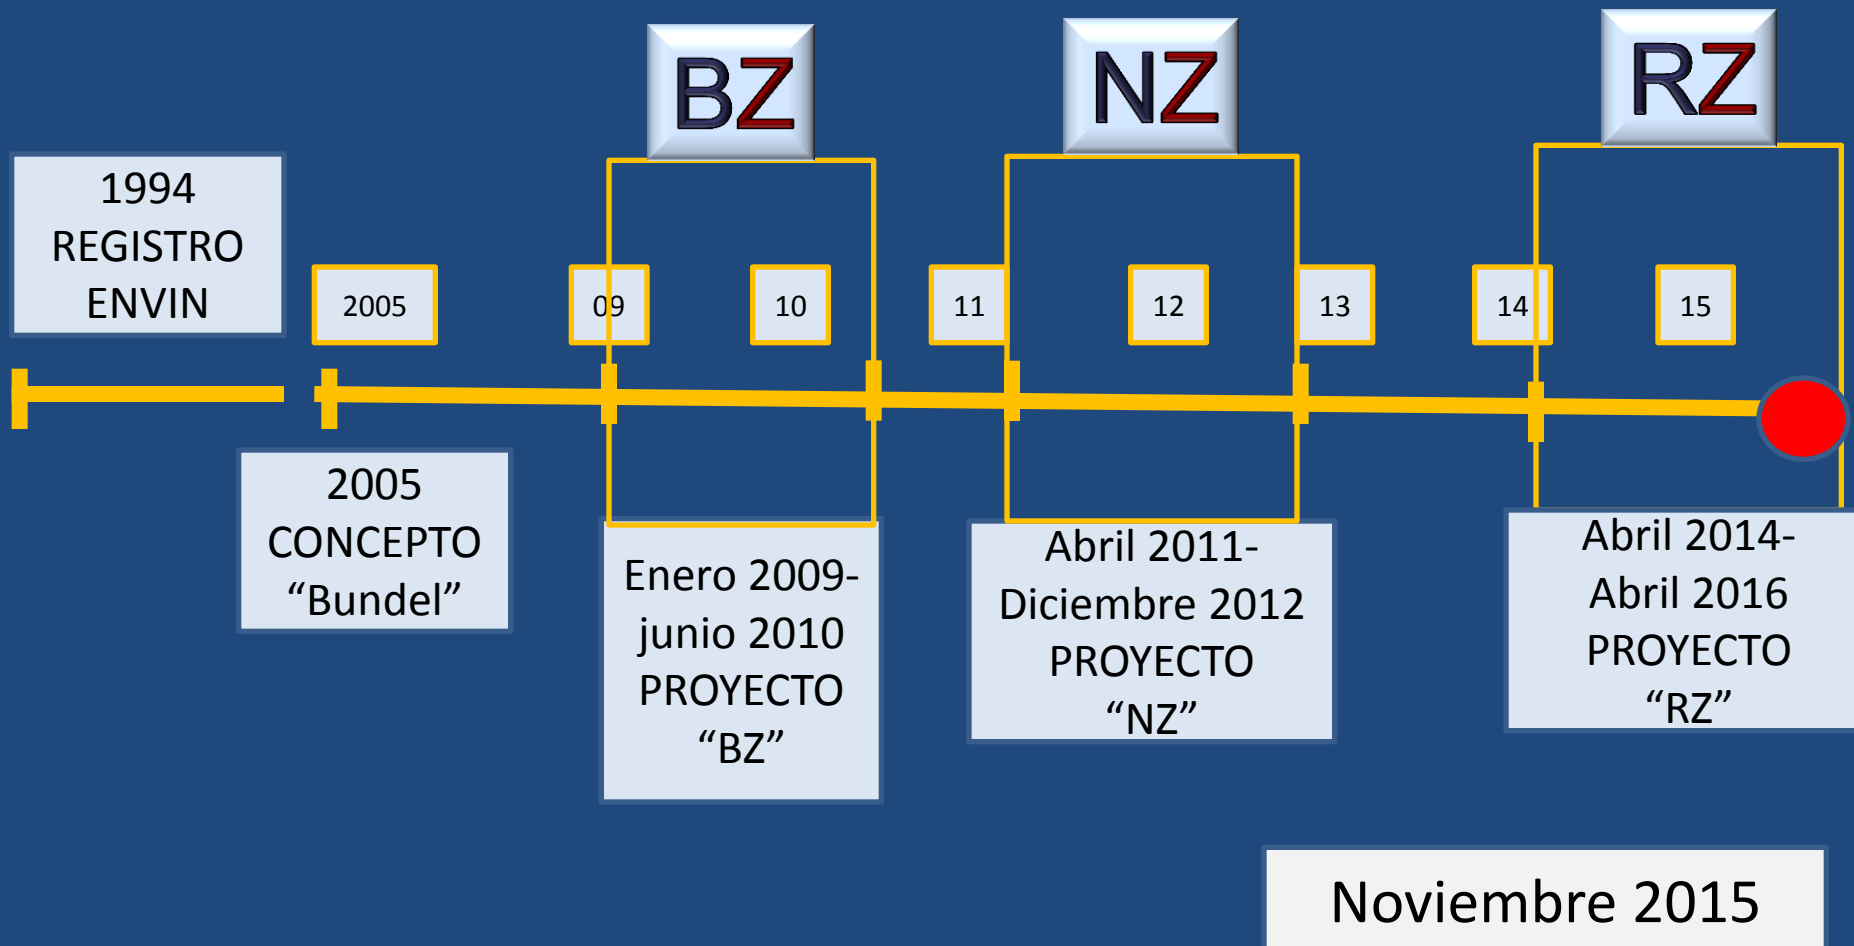 BZ
NZ
RZ
1994
REGISTRO
ENVIN
2005
09
10
11
12
13
14
15
2005
CONCEPTO
“Bundel”
Enero 2009-
junio 2010
PROYECTO
“BZ”
Abril 2011-
Diciembre 2012
PROYECTO
“NZ”
Abril 2014-
Abril 2016
PROYECTO
“RZ”
Noviembre 2015